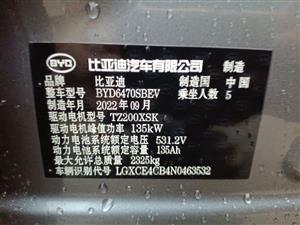 BYD 比亚迪汽车有限公司 制造
品牌 比亚迪 制造国 中国
整车型号 BYD6470SBEV 乘坐人数 5
制造年月 2022年09月
驱动电机型号 TZ200XSK
驱动电机峰值功率 135kW
动力电池系统额定电压 531.2V
动力电池系统额定容量 135Ah
最大允许总质量 2325kg
车辆识别代号 LGXCE4CB4N0463532